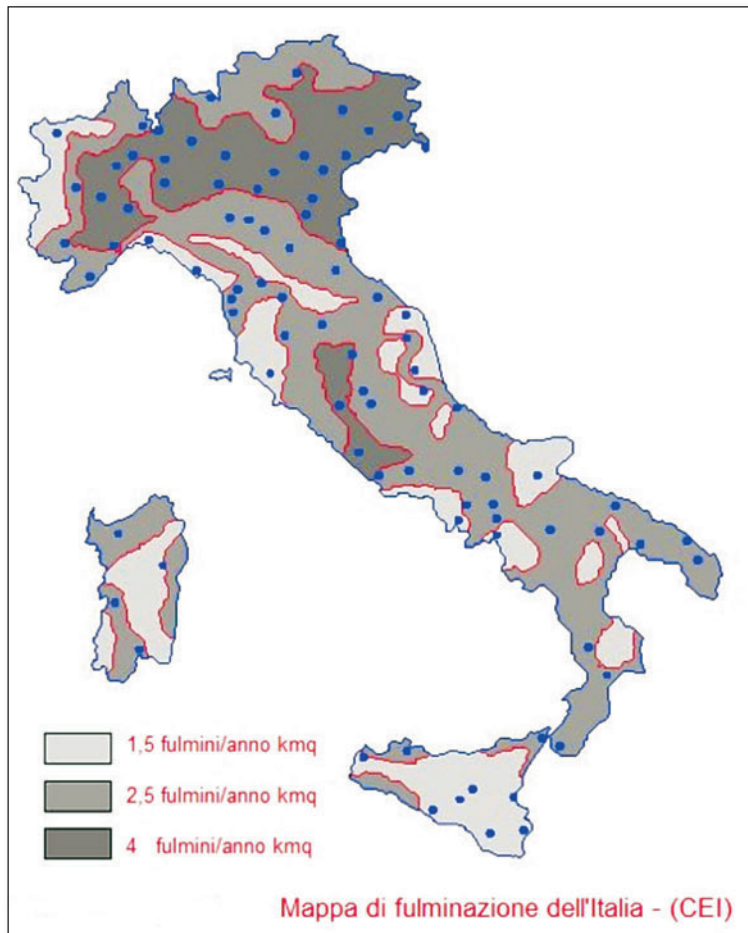 1,5 fulmini/anno kmq
2,5 fulmini/anno kmq
4 fulmini/anno kmq
Mappa di fulminazione dell'Italia - (CEI)